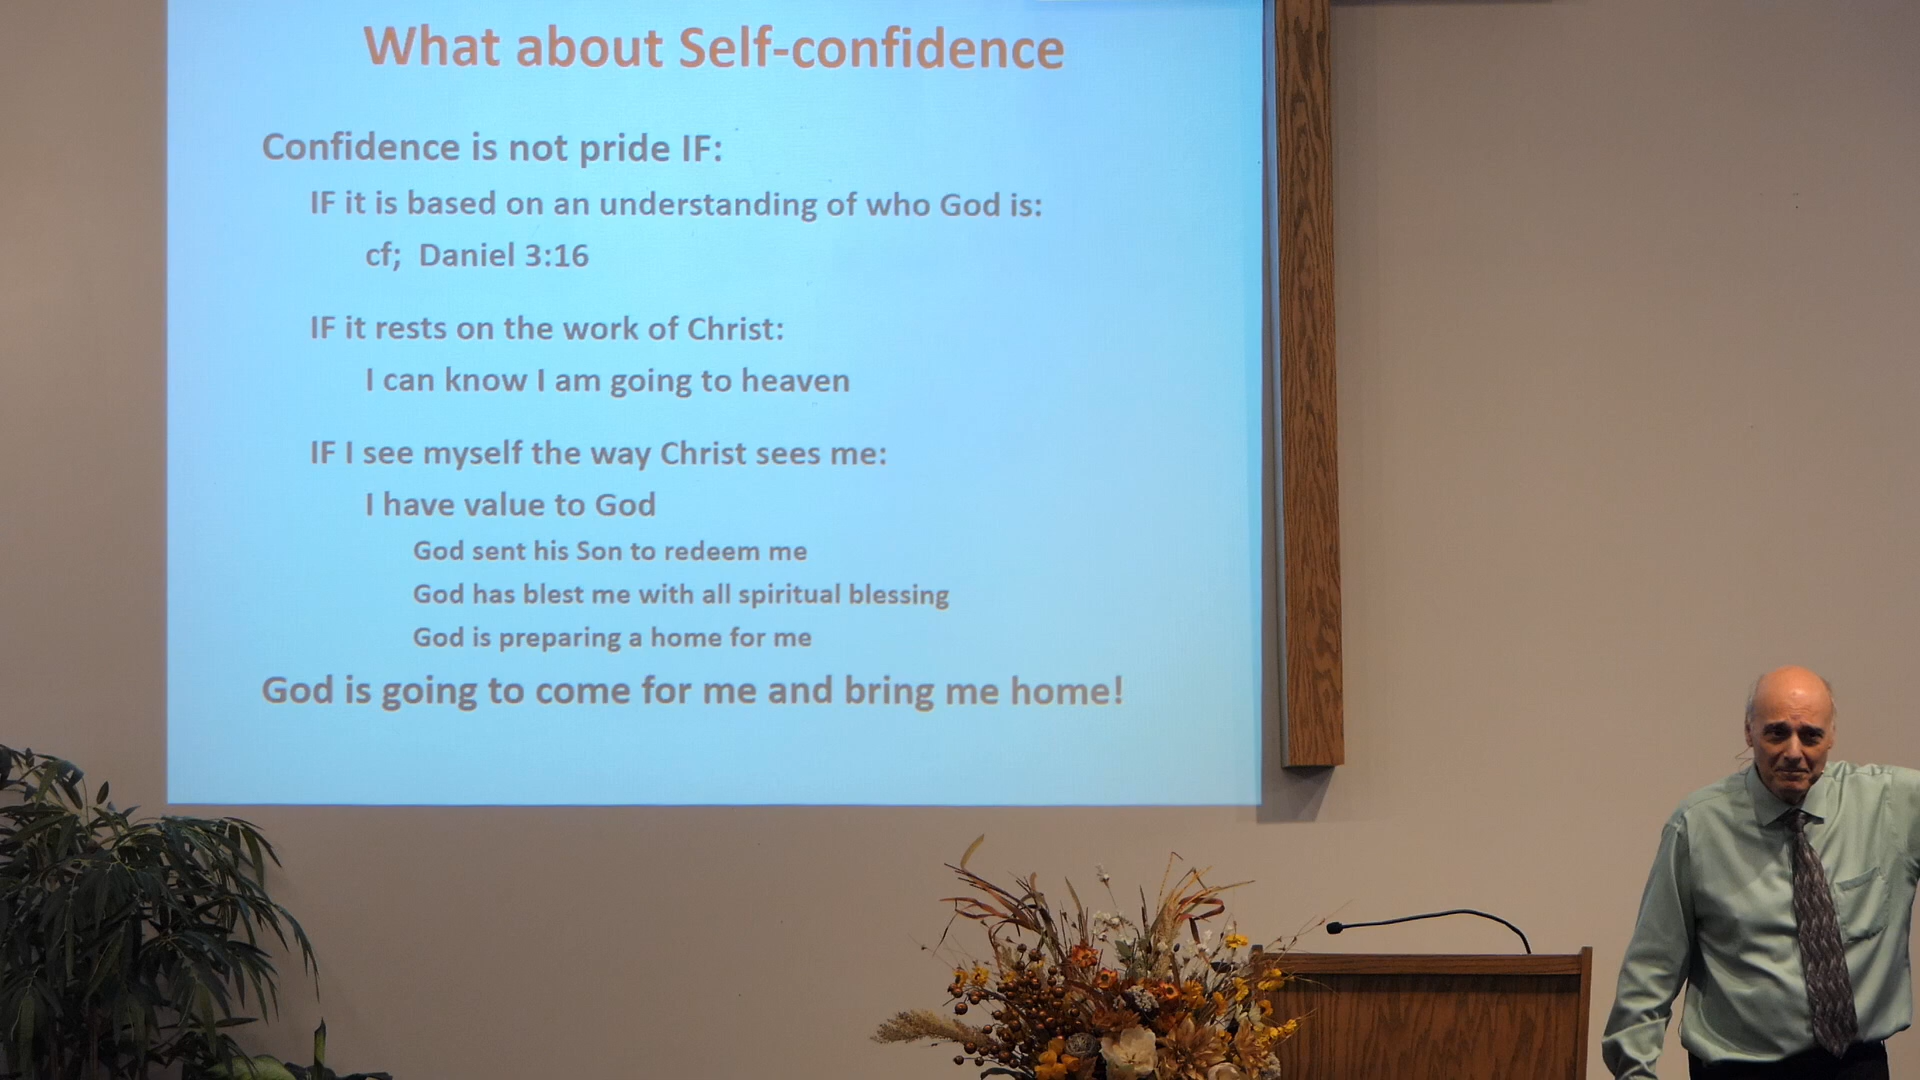 What about Self-confidence
Confidence is not pride IF:
IF it is based on an understanding of who God is:
cf;  Daniel 3:16
IF it rests on the work of Christ:
I can know I am going to heaven
IF I see myself the way Christ sees me:
I have value to God
God sent his Son to redeem me
God has blest me with all spiritual blessing
God is preparing a home for me
God is going to come for me and bring me home!